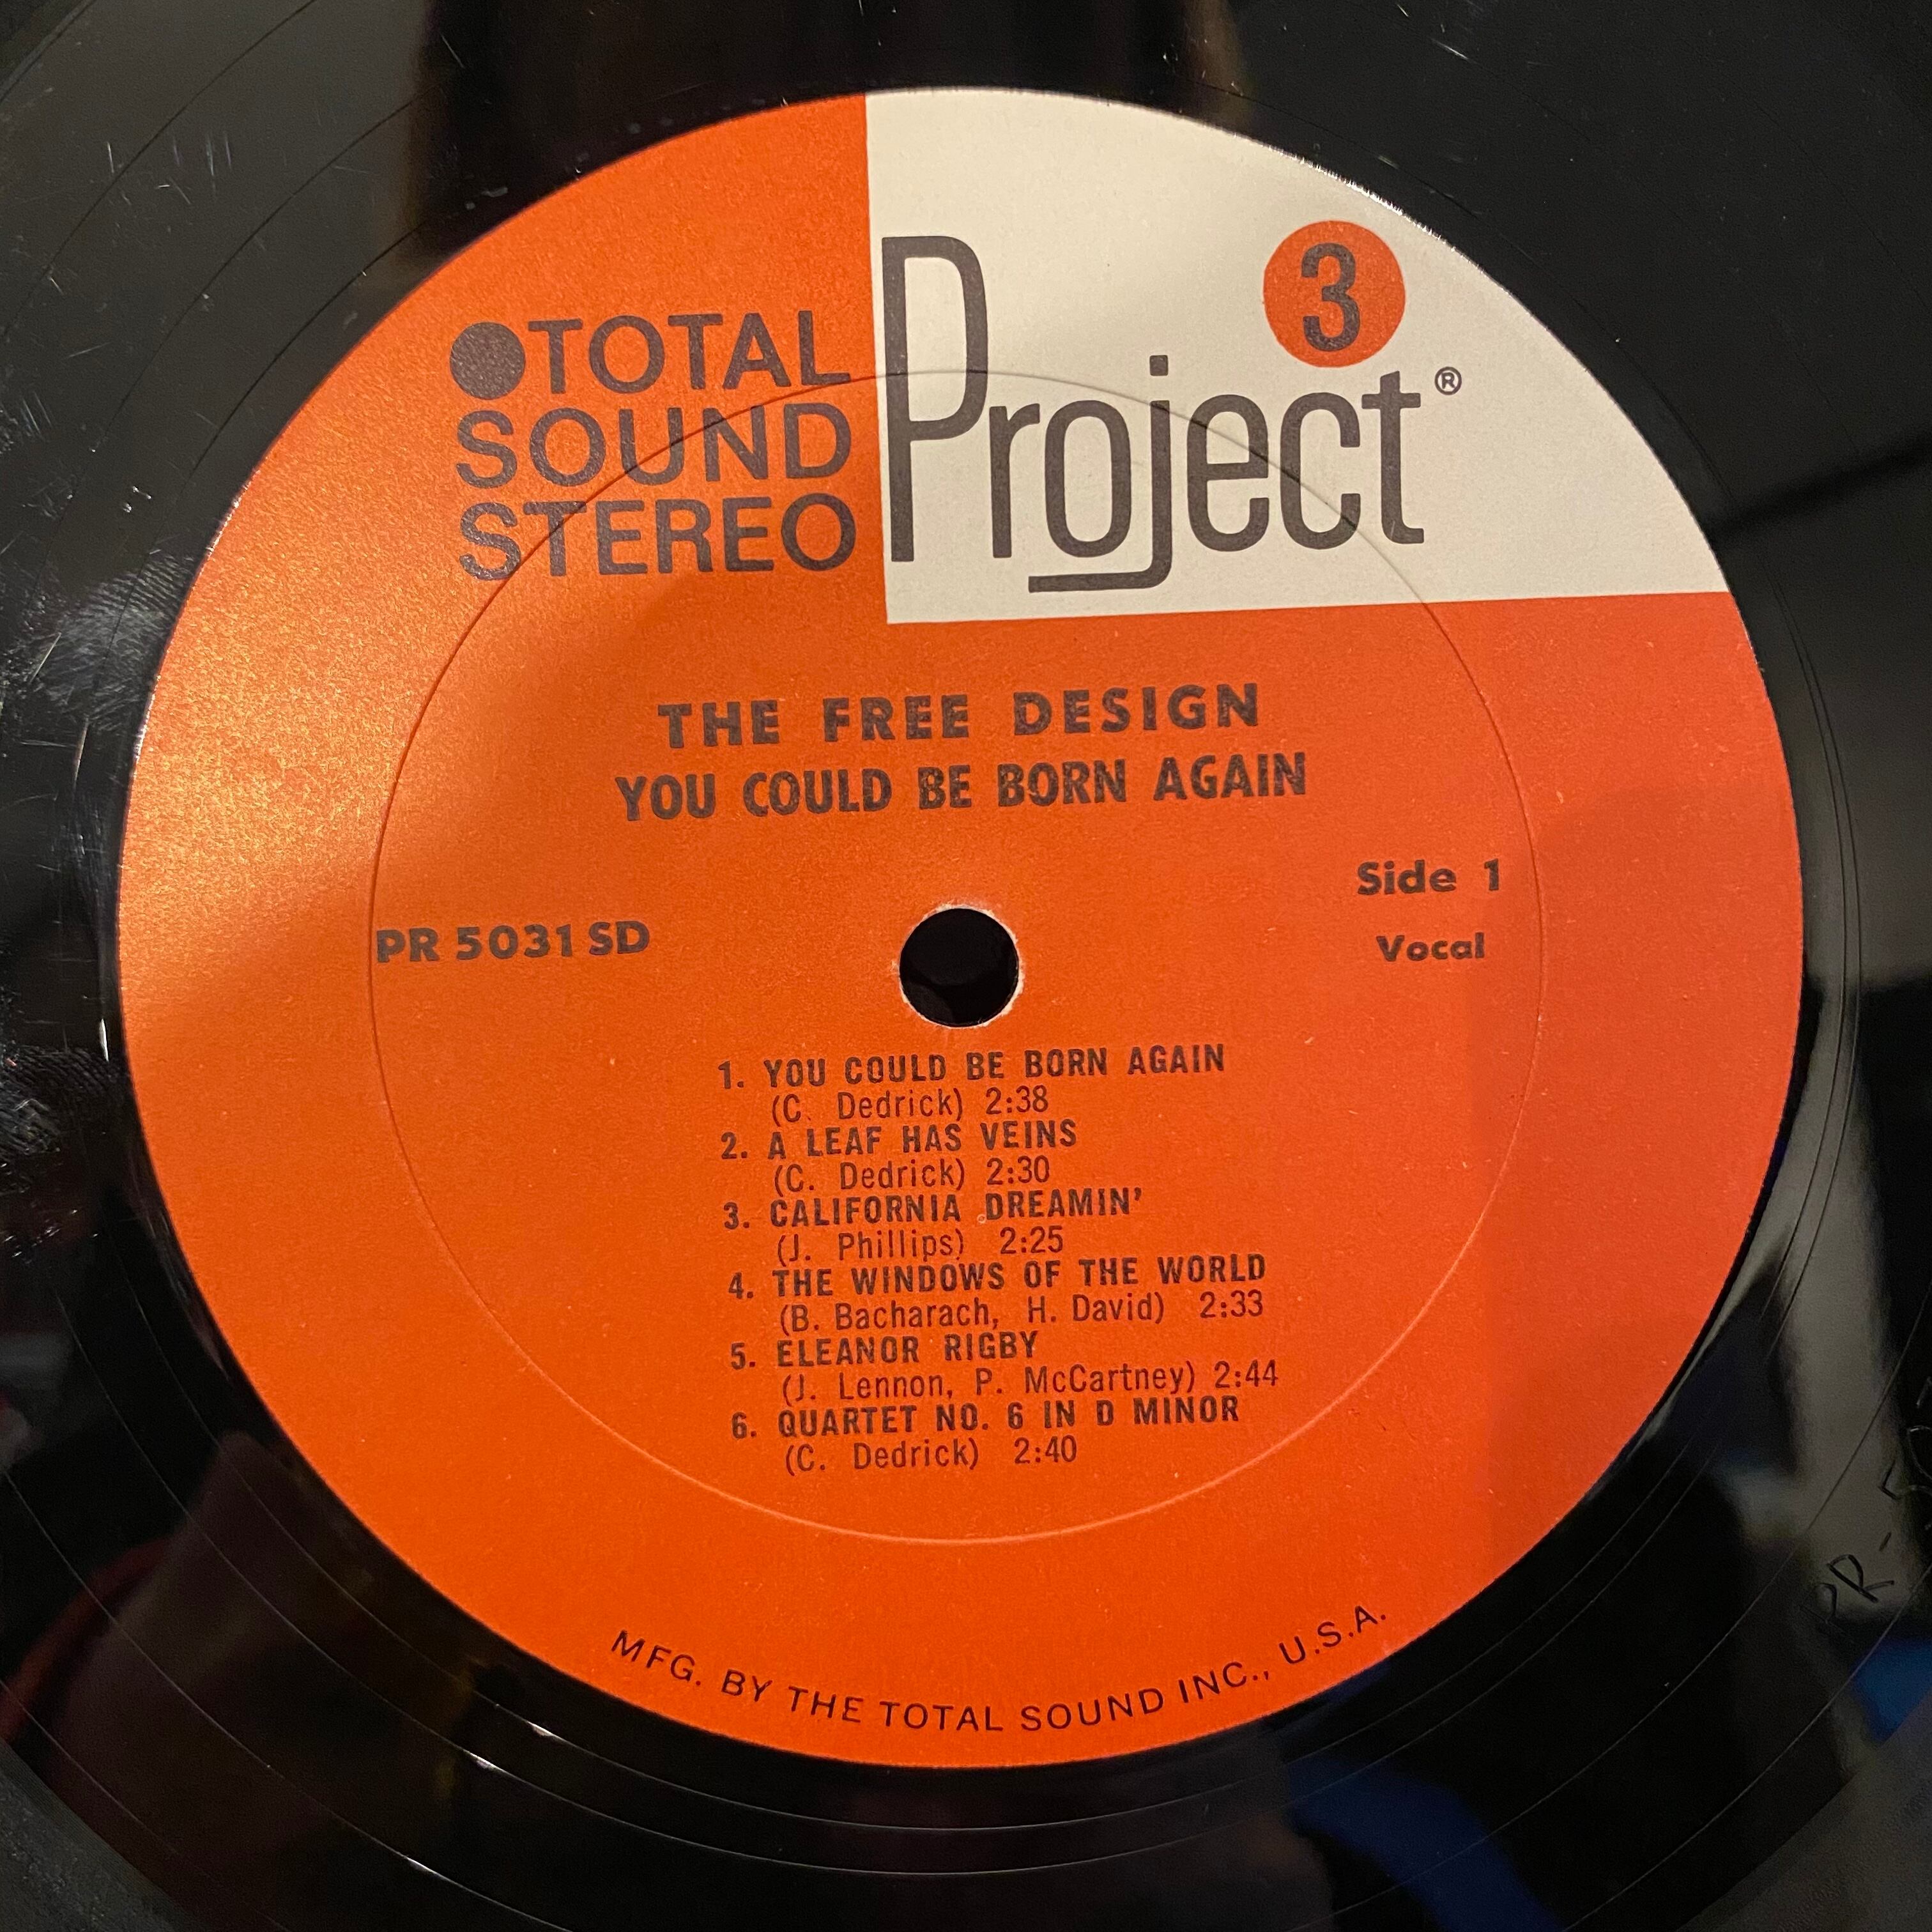 3
TOTAL
SOUND
STEREO
Project®
THE FREE DESIGN
YOU COULD BE BORN AGAIN
Side 1
PR 5031 SD
Vocal
1. YOU COULD BE BORN AGAIN
(C. Dedrick) 2:38
2. A LEAF HAS VEINS
(C. Dedrick) 2:30
3. CALIFORNIA DREAMIN'
(J. Phillips) 2:25
4. THE WINDOWS OF THE WORLD
(B. Bacharach, H. David) 2:33
5. ELEANOR RIGBY
(J. Lennon, P. McCartney) 2:44
6. QUARTET NO. 6 IN D MINOR
(C. Dedrick) 2:40
MFG. BY THE TOTAL SOUND INC., U.S.A.
PR-